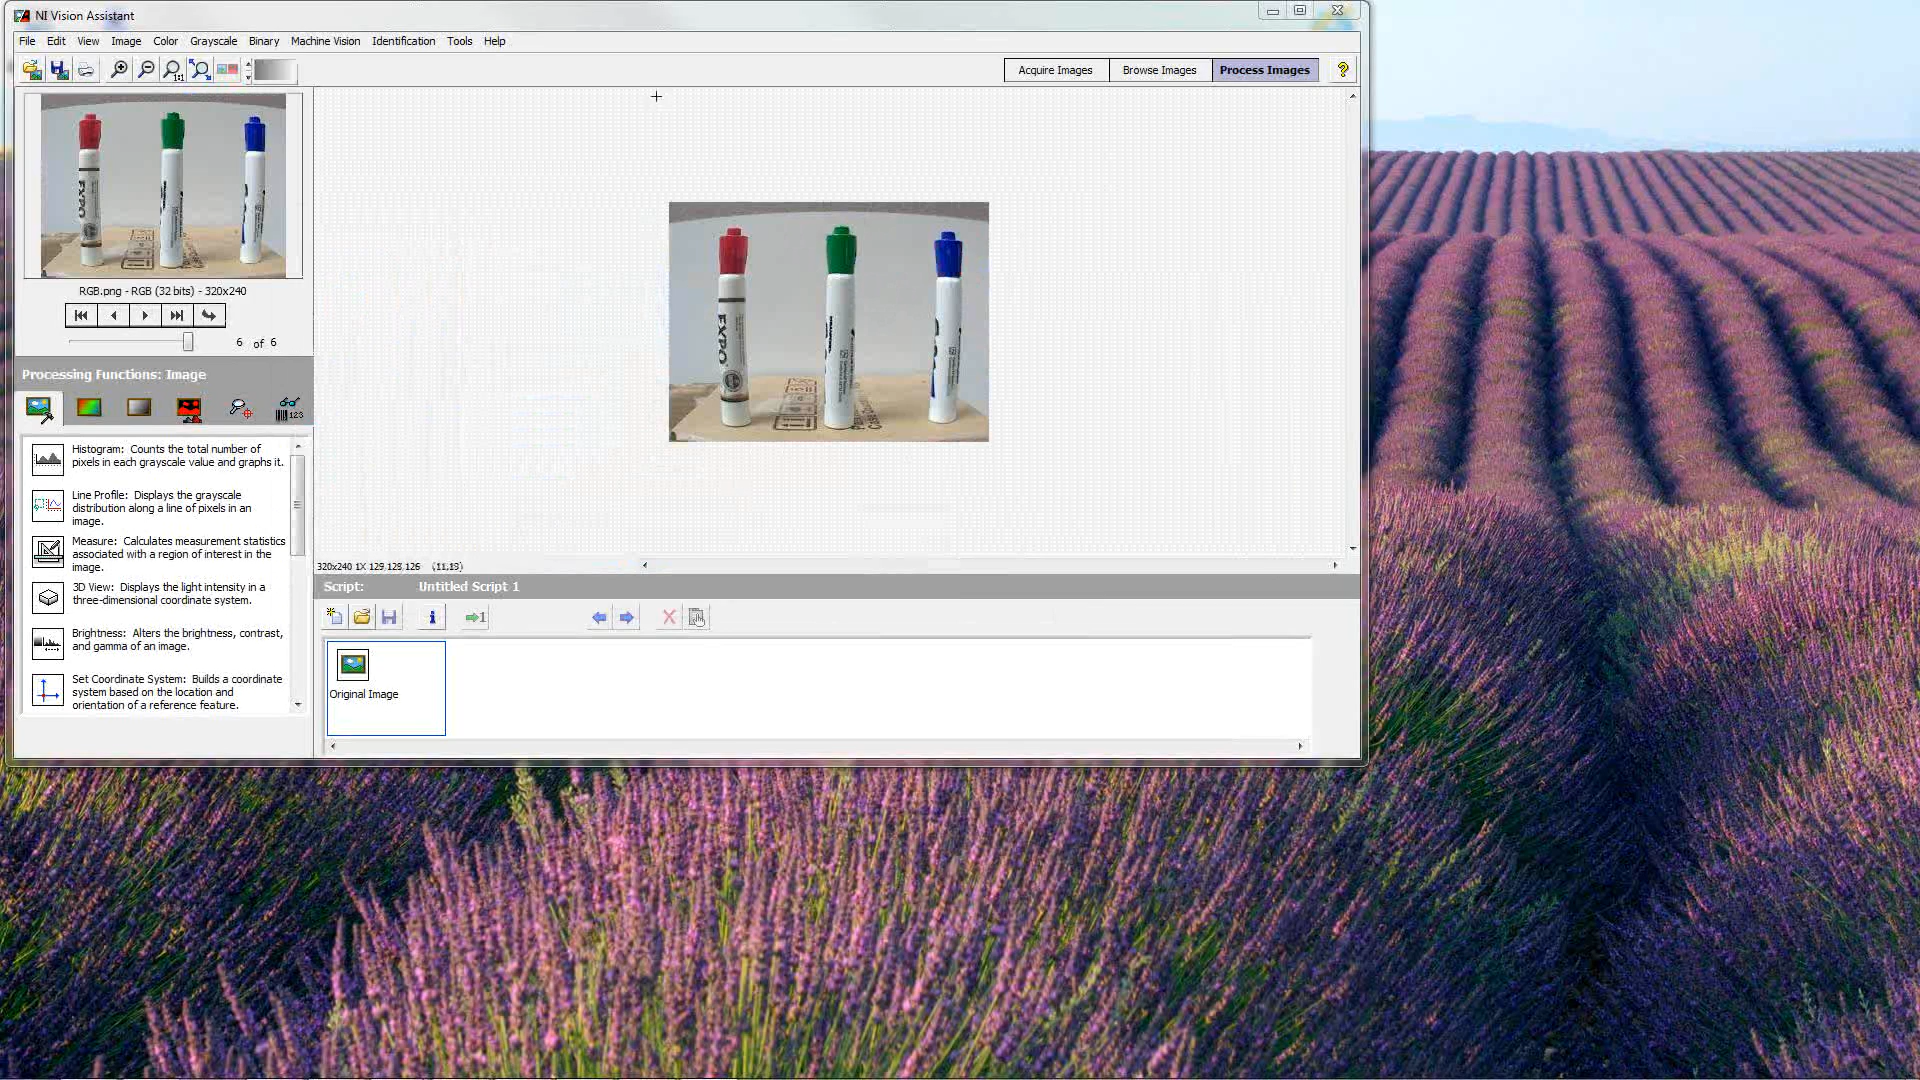 NI Vision Assistant
File Edit View Image Color Grayscale Binary Machine Vision Identification Tools Help
1:1
Acquire Images Browse Images Process Images ?
EXPO
EXPO
RGB.png - RGB (32 bits) - 320x240
6 of 6
Processing Functions: Image
123
Histogram: Counts the total number of
pixels in each grayscale value and graphs it.
Line Profile: Displays the grayscale
distribution along a line of pixels in an
image.
Measure: Calculates measurement statistics
associated with a region of interest in the
image.
3D View: Displays the light intensity in a
three-dimensional coordinate system.
Brightness: Alters the brightness, contrast,
and gamma of an image.
Set Coordinate System: Builds a coordinate
system based on the location and
orientation of a reference feature.
320x240 1X
Script: Untitled Script 1
1
Original Image